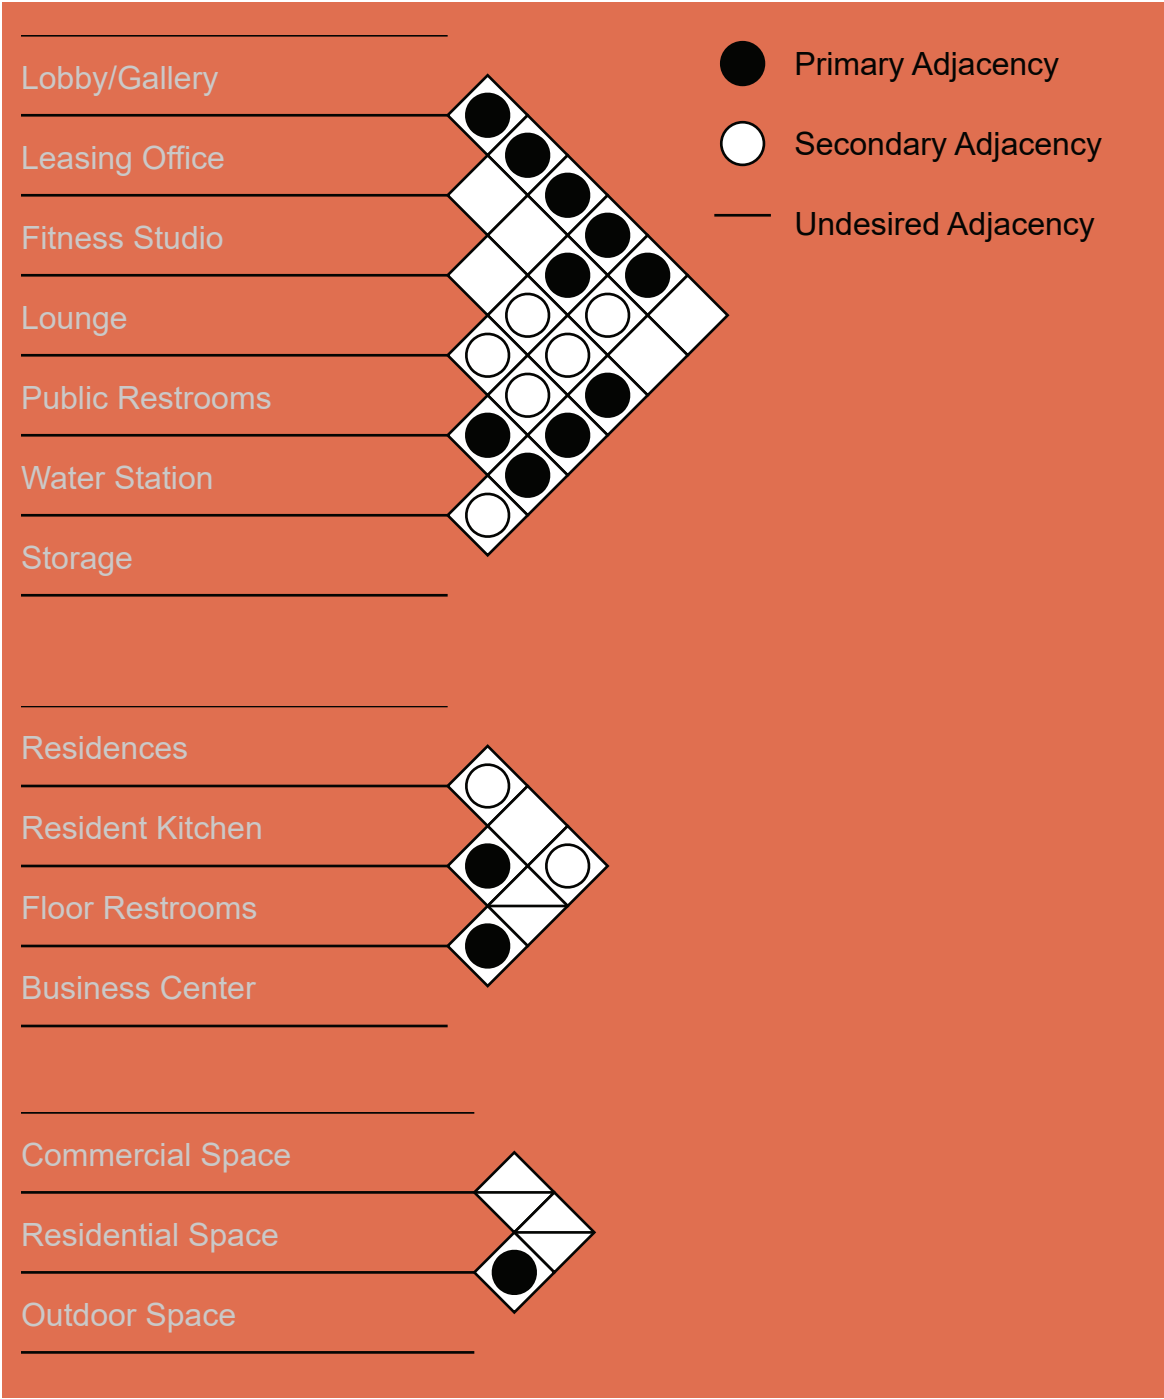 Lobby/Gallery
Leasing Office
Fitness Studio
Lounge
Public Restrooms
Water Station
Storage
Primary Adjacency
Secondary Adjacency
Undesired Adjacency
Residences
Resident Kitchen
Floor Restrooms
Business Center
Commercial Space
Residential Space
Outdoor Space